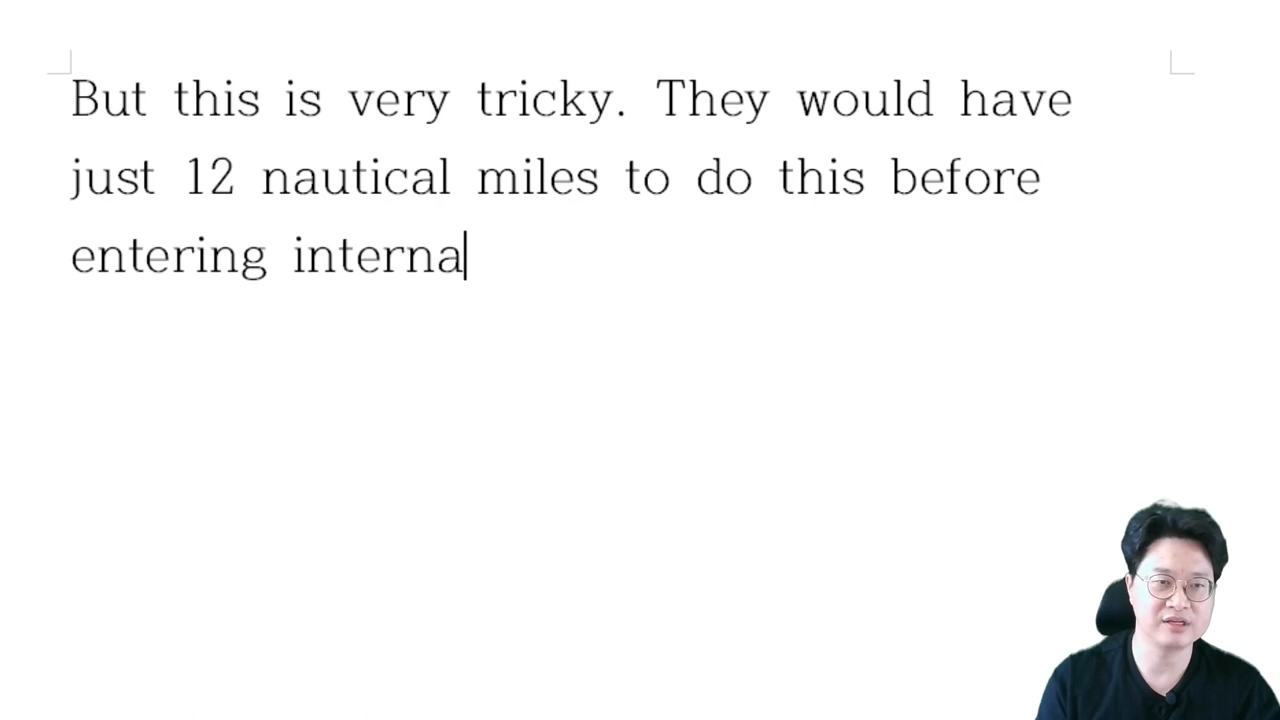 But this is very tricky. They would have
just 12 nautical miles to do this before
entering interna